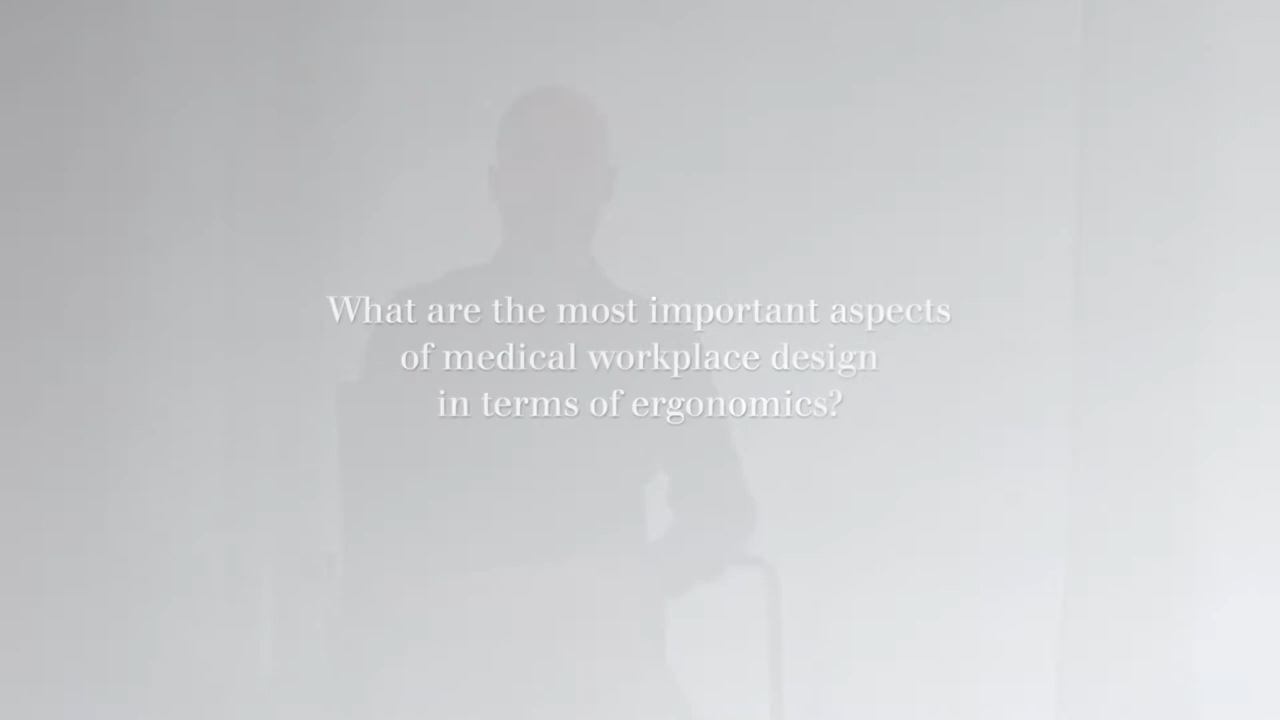 What are the most important aspects
of medical workplace design
in terms of ergonomics?